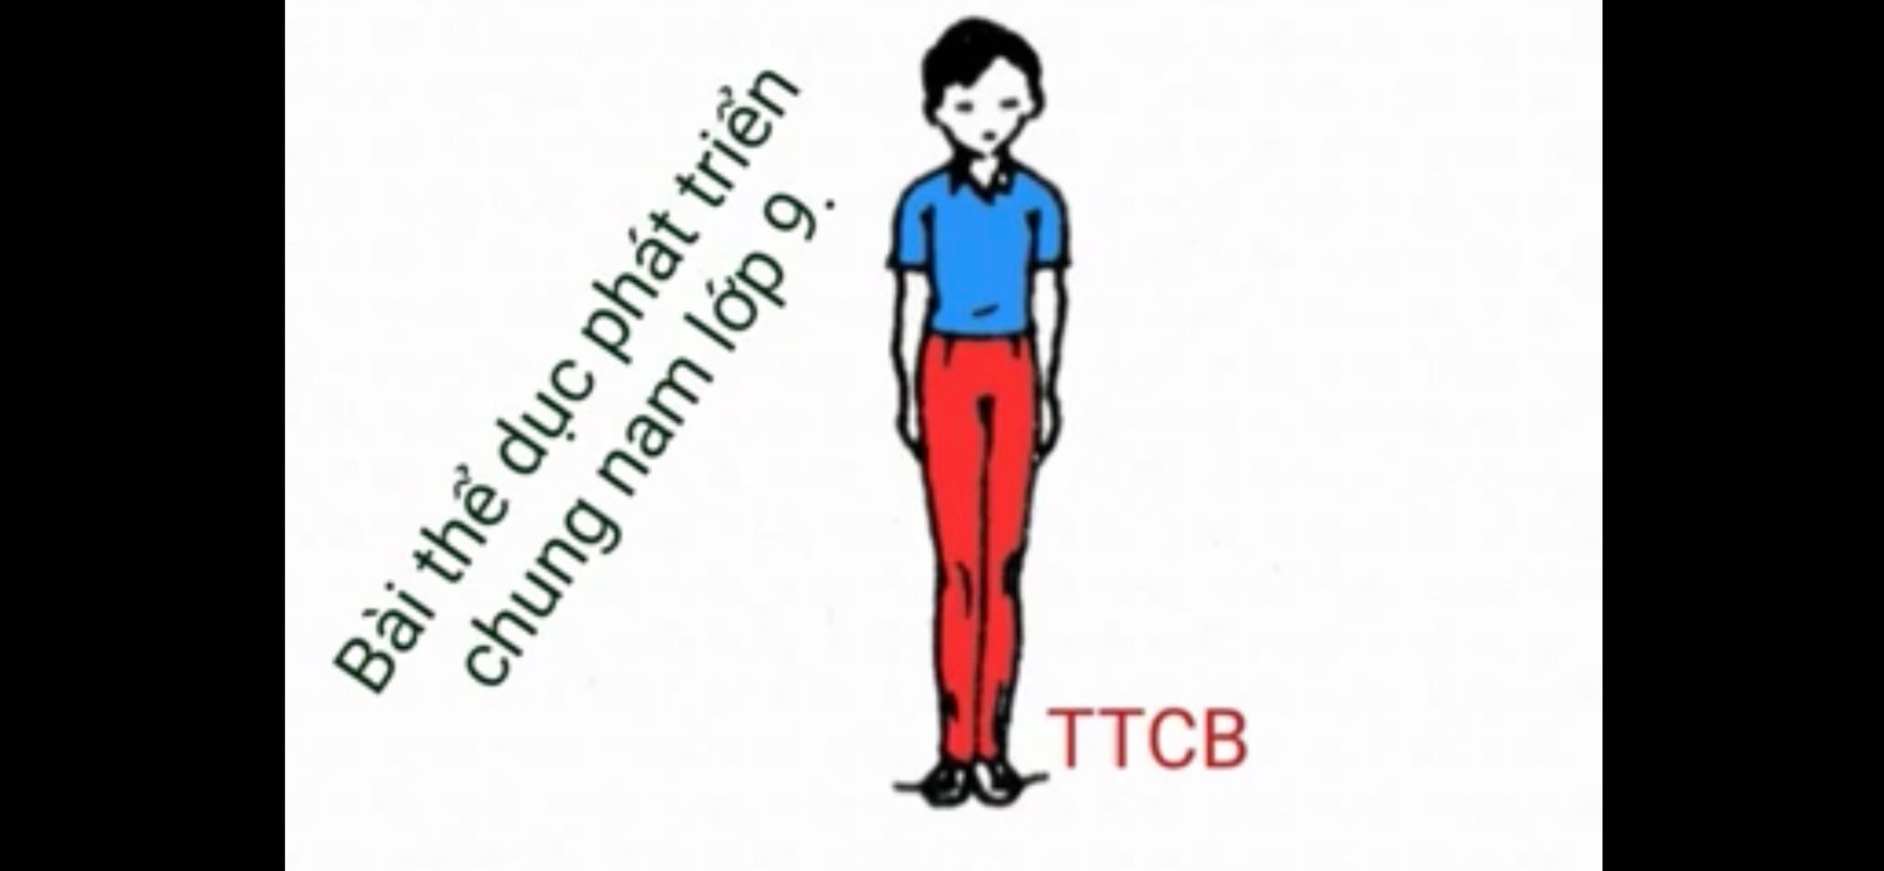 Bài thể dục phát triển
chung nam lớp 9.
TTCB